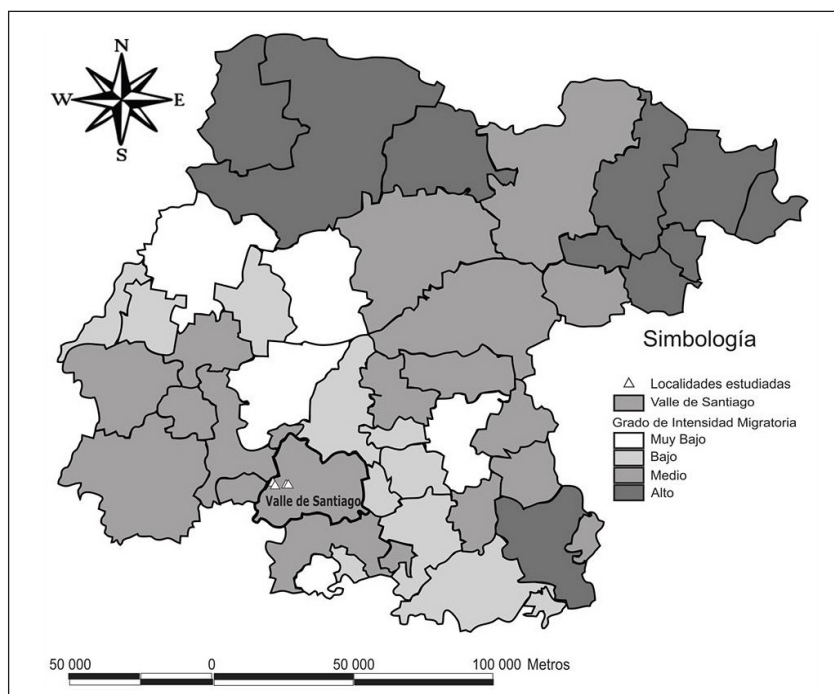 N
W E
S
Simbología
Localidades estudiadas
Valle de Santiago
Grado de Intensidad Migratoria
Muy Bajo
Bajo
Medio
Alto
Valle de Santiago
50 000 0 50 000 100 000 Metros